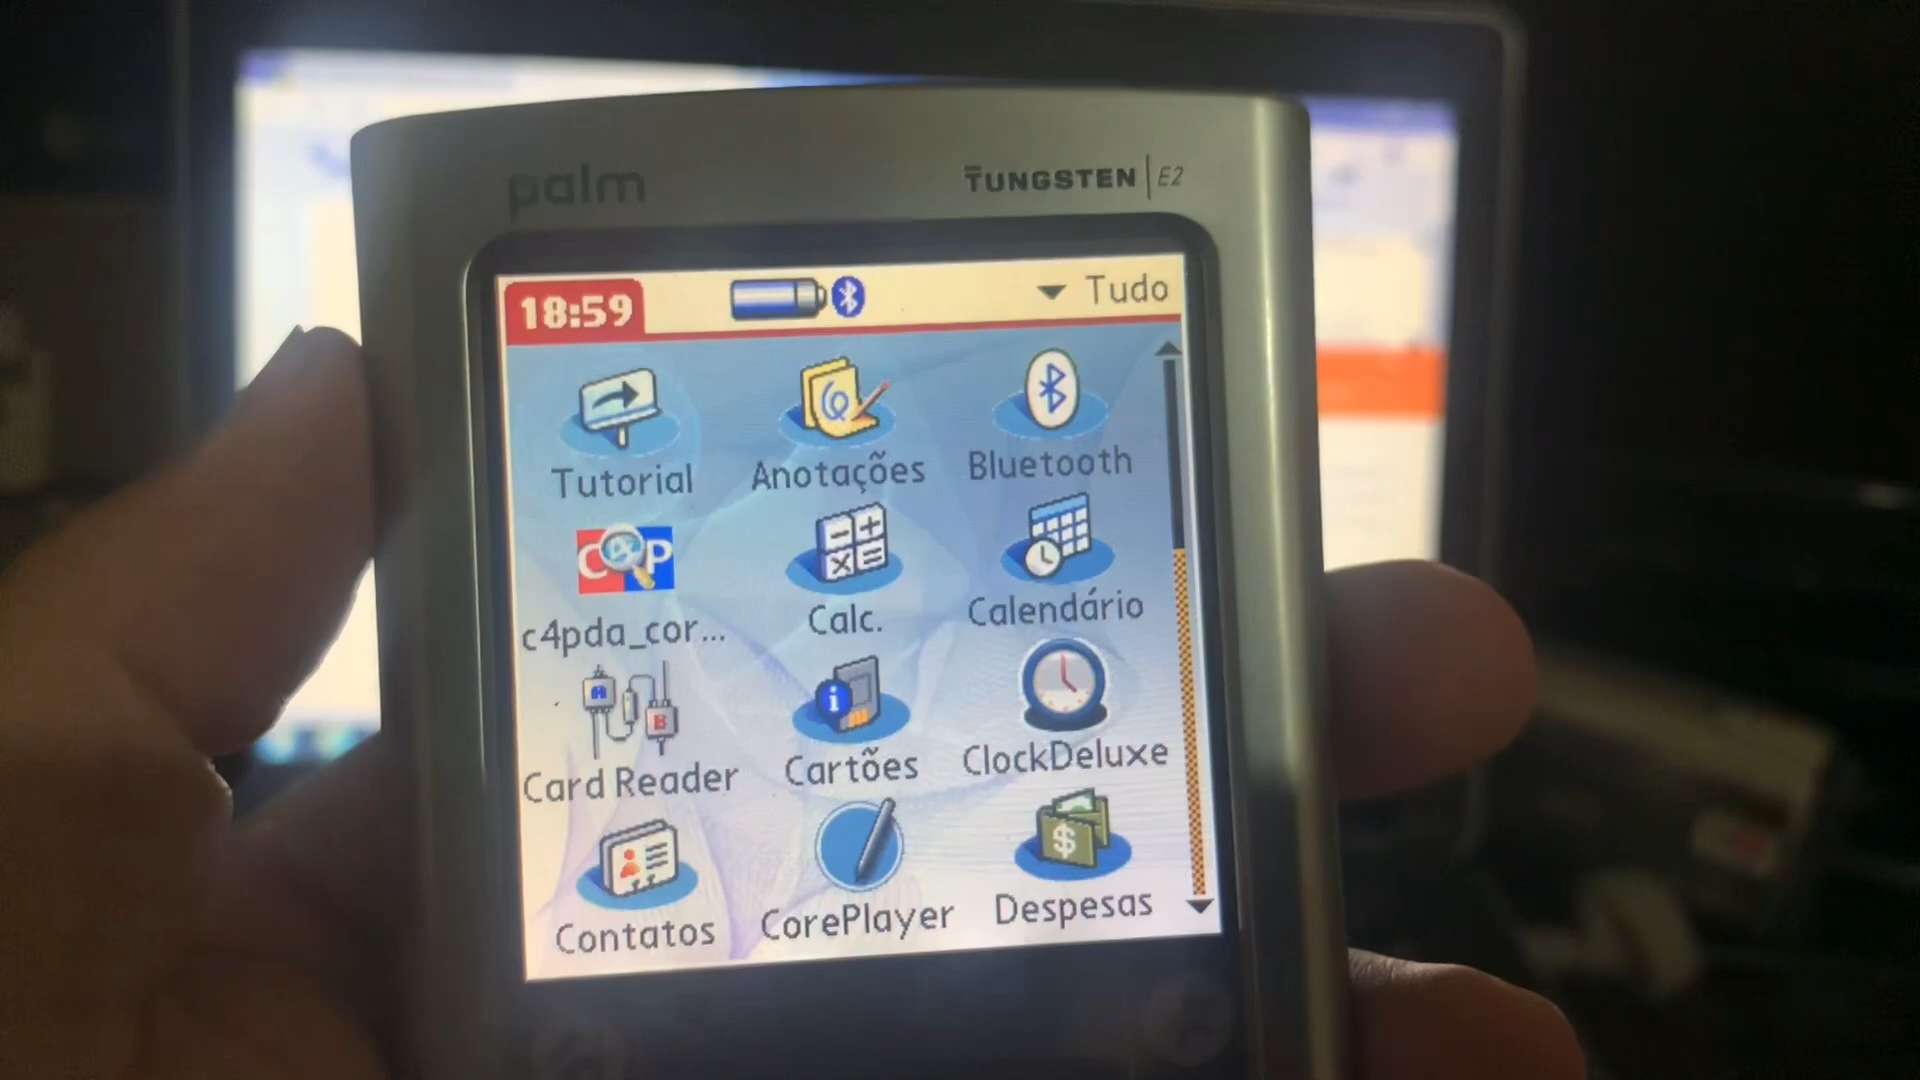 palm
TUNGSTEN | E2
18:59
Tudo
Tutorial
Anotações
Bluetooth
C4P
c4pda_cor...
Calc.
Calendário
A
B
Card Reader
Cartões
ClockDeluxe
Contatos
CorePlayer
Despesas